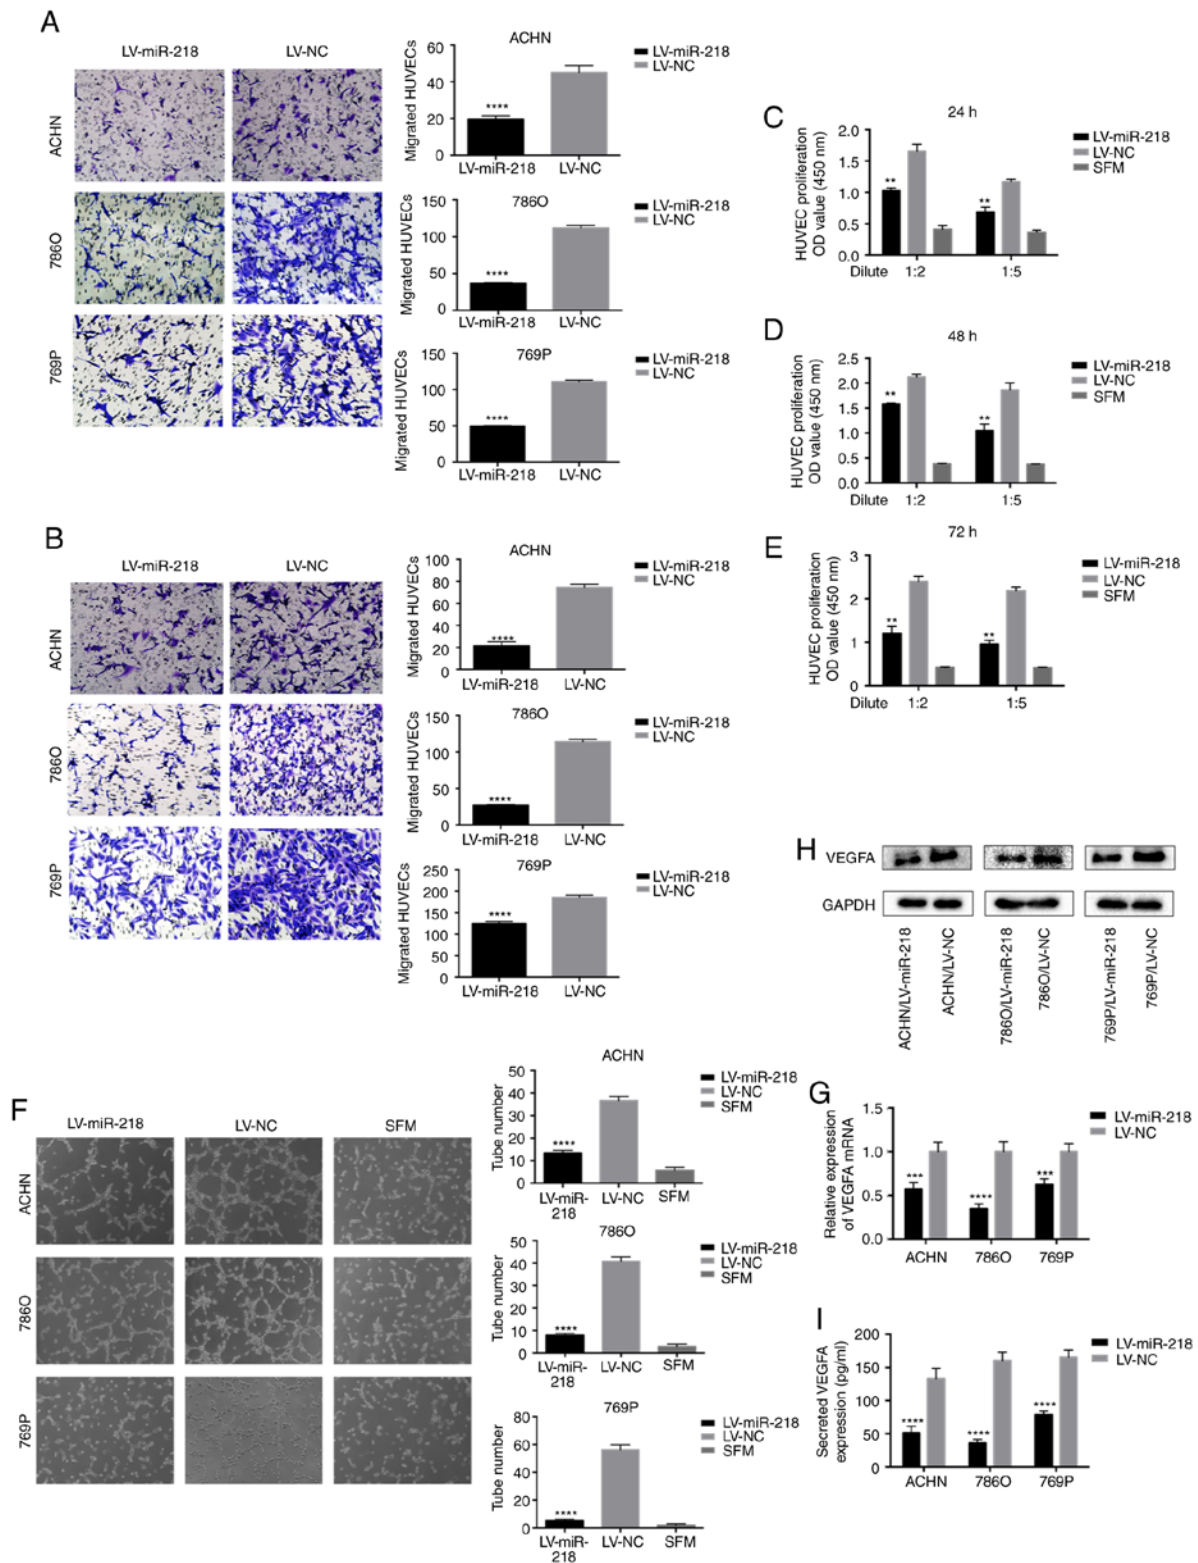 A
LV-miR-218 LV-NC
ACHN
786O
769P
ACHN
Migrated HUVECs
60
40
20
0
****
LV-miR-218 LV-NC
LV-miR-218
LV-NC
786O
Migrated HUVECs
150
100
50
0
****
LV-miR-218 LV-NC
LV-miR-218
LV-NC
769P
Migrated HUVECs
150
100
50
0
****
LV-miR-218 LV-NC
LV-miR-218
LV-NC
B
LV-miR-218 LV-NC
ACHN
786O
769P
ACHN
Migrated HUVECs
100
80
60
40
20
0
****
LV-miR-218 LV-NC
LV-miR-218
LV-NC
786O
Migrated HUVECs
150
100
50
0
****
LV-miR-218 LV-NC
LV-miR-218
LV-NC
769P
Migrated HUVECs
250
200
150
100
50
0
****
LV-miR-218 LV-NC
LV-miR-218
LV-NC
C
24 h
HUVEC proliferation
OD value (450 nm)
2.0
1.5
1.0
0.5
0.0
** **
Dilute 1:2 1:5
LV-miR-218
LV-NC
SFM
D
48 h
HUVEC proliferation
OD value (450 nm)
2.5
2.0
1.5
1.0
0.5
0.0
** **
Dilute 1:2 1:5
LV-miR-218
LV-NC
SFM
E
72 h
HUVEC proliferation
OD value (450 nm)
3
2
1
0
** **
Dilute 1:2 1:5
LV-miR-218
LV-NC
SFM
F
LV-miR-218 LV-NC SFM
ACHN
786O
769P
ACHN
Tube number
50
40
30
20
10
0
****
LV-miR-
218
LV-NC SFM
LV-miR-218
LV-NC
SFM
786O
Tube number
40
30
20
10
0
50
****
LV-miR-
218
LV-NC SFM
LV-miR-218
LV-NC
SFM
769P
Tube number
80
60
40
20
0
****
LV-miR-
218
LV-NC SFM
LV-miR-218
LV-NC
SFM
H
VEGFA
GAPDH
ACHN/LV-miR-218
ACHN/LV-NC
786O/LV-miR-218
786O/LV-NC
769P/LV-miR-218
769P/LV-NC
G
Relative expression
of VEGFA mRNA
1.5
1.0
0.5
0.0
*** **** ***
ACHN 786O 769P
LV-miR-218
LV-NC
I
Secreted VEGFA
expression (pg/ml)
200
150
100
50
0
**** **** ****
ACHN 786O 769P
LV-miR-218
LV-NC